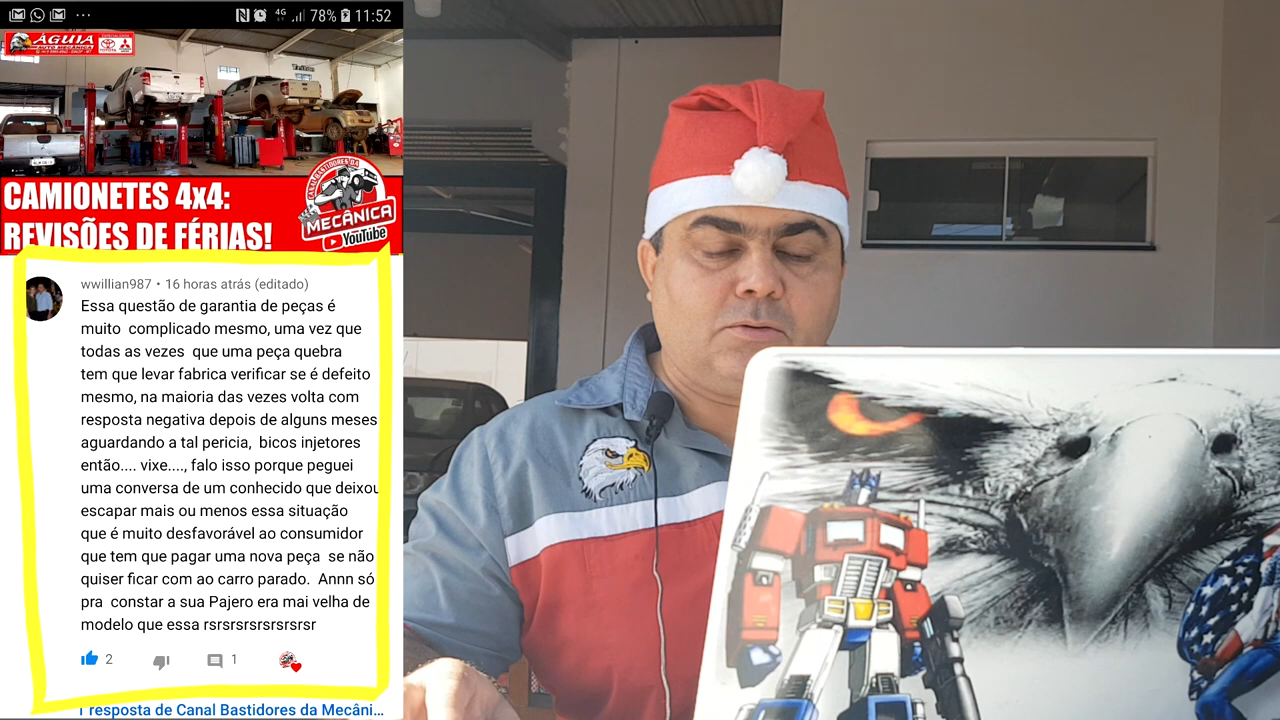 4G 78% 11:52
ÁGUIA
AUTO MECÂNICA
CAMIONETES 4x4:
REVISÕES DE FÉRIAS!
CANAL BASTIDORES DA
MECÂNICA
YouTube
wwillian987 • 16 horas atrás (editado)
Essa questão de garantia de peças é
muito complicado mesmo, uma vez que
todas as vezes que uma peça quebra
tem que levar fabrica verificar se é defeito
mesmo, na maioria das vezes volta com
resposta negativa depois de alguns meses
aguardando a tal pericia, bicos injetores
então.... vixe...., falo isso porque peguei
uma conversa de um conhecido que deixou
escapar mais ou menos essa situação
que é muito desfavorável ao consumidor
que tem que pagar uma nova peça se não
quiser ficar com ao carro parado. Annn só
pra constar a sua Pajero era mai velha de
modelo que essa rsrsrsrsrsrsrsr
2 1
1 resposta de Canal Bastidores da Mecâni...